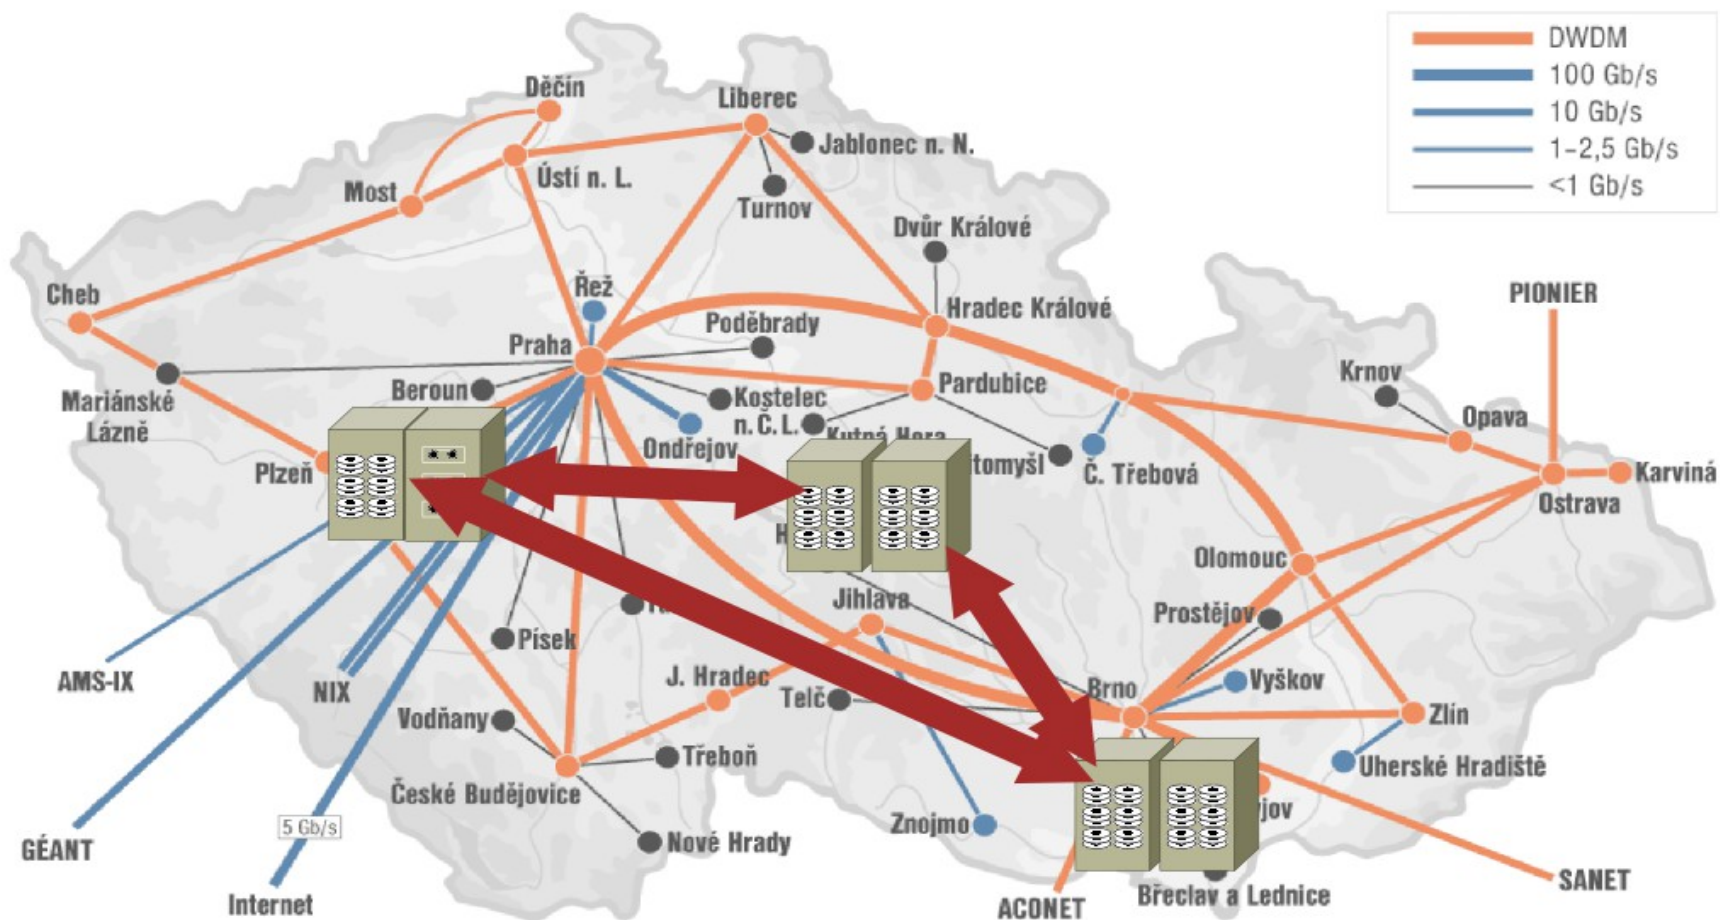 DWDM
100 Gb/s
10 Gb/s
1–2,5 Gb/s
<1 Gb/s
Děčín
Liberec
Jablonec n. N.
Ústí n. L.
Most
Turnov
Dvůr Králové
Cheb
Řež
Hradec Králové
PIONIER
Praha
Poděbrady
Mariánské
Lázně
Beroun
Kostelec
n. Č. L.
Pardubice
Krnov
Opava
Ondřejov
Kutná Hora
Č. Třebová
Plzeň
Karviná
Ostrava
Olomouc
Jihlava
Prostějov
Písek
AMS-IX
NIX
J. Hradec
Telč
Brno
Vyškov
Vodňany
Zlín
Třeboň
České Budějovice
Uherské Hradiště
5 Gb/s
Znojmo
Nové Hrady
GÉANT
Internet
ACONET
Břeclav a Lednice
SANET